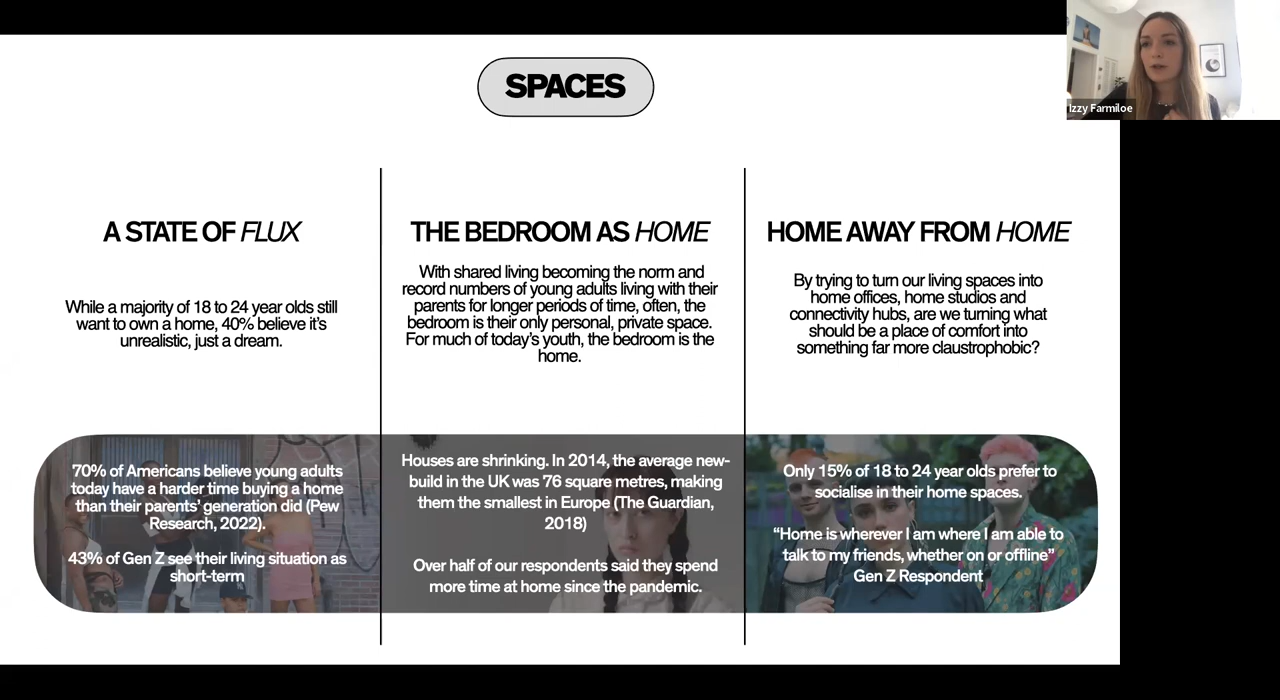 Izzy Farmiloe
SPACES
A STATE OF FLUX
While a majority of 18 to 24 year olds still
want to own a home, 40% believe it's
unrealistic, just a dream.
70% of Americans believe young adults
today have a harder time buying a home
than their parents' generation did (Pew
Research, 2022).
43% of Gen Z see their living situation as
short-term
THE BEDROOM AS HOME
With shared living becoming the norm and
record numbers of young adults living with their
parents for longer periods of time, often, the
bedroom is their only personal, private space.
For much of today's youth, the bedroom is the
home.
Houses are shrinking. In 2014, the average new-
build in the UK was 76 square metres, making
them the smallest in Europe (The Guardian,
2018)
Over half of our respondents said they spend
more time at home since the pandemic.
HOME AWAY FROM HOME
By trying to turn our living spaces into
home offices, home studios and
connectivity hubs, are we turning what
should be a place of comfort into
something far more claustrophobic?
Only 15% of 18 to 24 year olds prefer to
socialise in their home spaces.
“Home is wherever I am where I am able to
talk to my friends, whether on or offline”
Gen Z Respondent